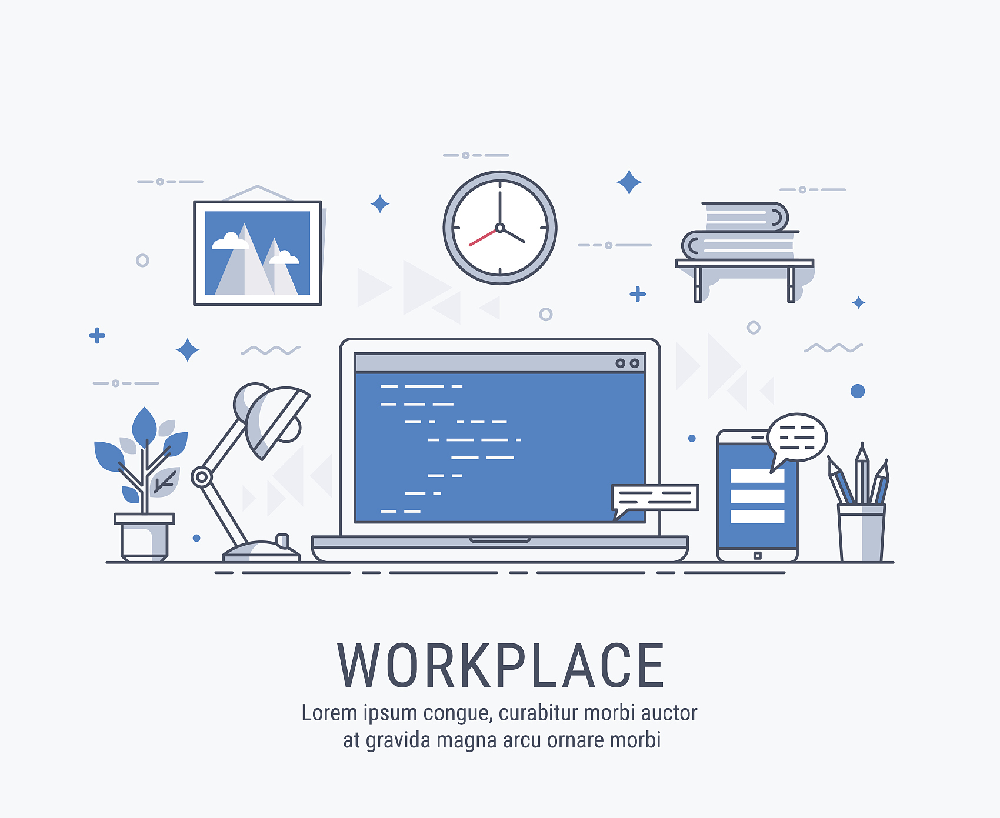 WORKPLACE
Lorem ipsum congue, curabitur morbi auctor
at gravida magna arcu ornare morbi